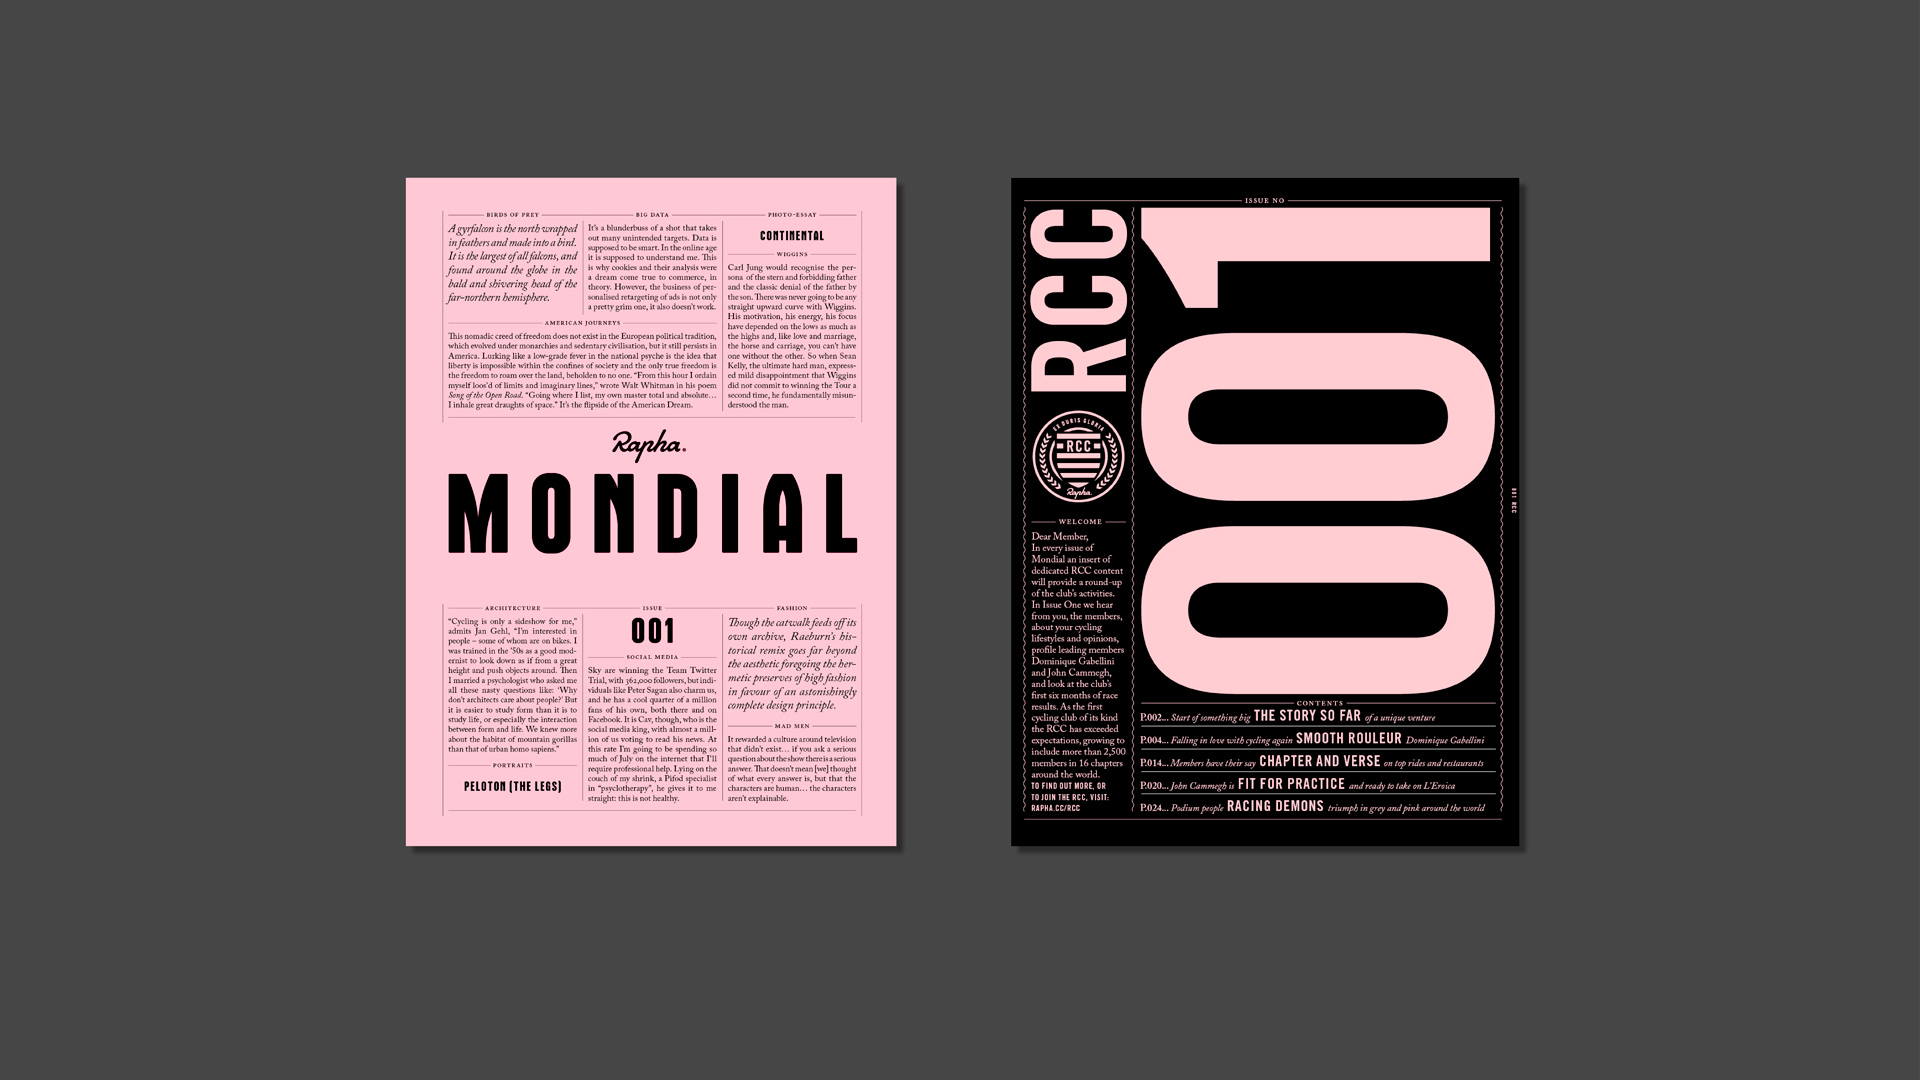 BIRDS OF PREY
A gyrfalcon is the north wrapped
in feathers and made into a bird.
It is the largest of all falcons, and
found around the globe in the
bald and shivering head of the
far-northern hemisphere.
BIG DATA
It's a blunderbuss of a shot that takes
out many unintended targets. Data is
supposed to be smart. In the online age
it is supposed to understand me. This
is why cookies and their analysis were
a dream come true to commerce, in
theory. However, the business of per-
sonalised retargeting of ads is not only
a pretty grim one, it also doesn't work.
PHOTO-ESSAY
CONTINENTAL
WIGGINS
Carl Jung would recognise the per-
sona of the stern and forbidding father
and the classic denial of the father by
the son. There was never going to be any
straight upward curve with Wiggins.
His motivation, his energy, his focus
have depended on the lows as much as
the highs and, like love and marriage,
the horse and carriage, you can't have
one without the other. So when Sean
Kelly, the ultimate hard man, express-
ed mild disappointment that Wiggins
did not commit to winning the Tour a
second time, he fundamentally misun-
derstood the man.
AMERICAN JOURNEYS
This nomadic creed of freedom does not exist in the European political tradition,
which evolved under monarchies and sedentary civilisation, but it still persists in
America. Lurking like a low-grade fever in the national psyche is the idea that
liberty is impossible within the confines of society and the only true freedom is
the freedom to roam over the land, beholden to no one. "From this hour I ordain
myself loos'd of limits and imaginary lines," wrote Walt Whitman in his poem
Song of the Open Road. "Going where I list, my own master total and absolute…
I inhale great draughts of space." It's the flipside of the American Dream.
Rapha.
MONDIAL
ARCHITECTURE
"Cycling is only a sideshow for me,"
admits Jan Gehl, "I'm interested in
people – some of whom are on bikes. I
was trained in the '50s as a good mod-
ernist to look down as if from a great
height and push objects around. Then
I married a psychologist who asked me
all these nasty questions like: 'Why
don't architects care about people?' But
it is easier to study form than it is to
study life, or especially the interaction
between form and life. We knew more
about the habitat of mountain gorillas
than that of urban homo sapiens."
PORTRAITS
PELOTON (THE LEGS)
ISSUE
001
SOCIAL MEDIA
Sky are winning the Team Twitter
Trial, with 362,000 followers, but indi-
viduals like Peter Sagan also charm us,
and he has a cool quarter of a million
fans of his own, both there and on
Facebook. It is Cav, though, who is the
social media king, with almost a mill-
ion of us voting to read his news. At
this rate I'm going to be spending so
much of July on the internet that I'll
require professional help. Lying on the
couch of my shrink, a Pifod specialist
in "psyclotherapy", he gives it to me
straight: this is not healthy.
FASHION
Though the catwalk feeds off its
own archive, Raeburn's his-
torical remix goes far beyond
the aesthetic foregoing the her-
metic preserves of high fashion
in favour of an astonishingly
complete design principle.
MAD MEN
It rewarded a culture around television
that didn't exist… if you ask a serious
question about the show there is a serious
answer. That doesn't mean [we] thought
of what every answer is, but that the
characters are human… the characters
aren't explainable.
ISSUE NO
001
RCC
EX DURIS GLORIA
RCC
Rapha.
WELCOME
Dear Member,
In every issue of
Mondial an insert of
dedicated RCC content
will provide a round-up
of the club's activities.
In Issue One we hear
from you, the members,
about your cycling
lifestyles and opinions,
profile leading members
Dominique Gabellini
and John Cammegh,
and look at the club's
first six months of race
results. As the first
cycling club of its kind
the RCC has exceeded
expectations, growing to
include more than 2,500
members in 16 chapters
around the world.
TO FIND OUT MORE, OR
TO JOIN THE RCC, VISIT:
RAPHA.CC/RCC
CONTENTS
P.002... Start of something big THE STORY SO FAR of a unique venture
P.004... Falling in love with cycling again SMOOTH ROULEUR Dominique Gabellini
P.014... Members have their say CHAPTER AND VERSE on top rides and restaurants
P.020... John Cammegh is FIT FOR PRACTICE and ready to take on L'Eroica
P.024... Podium people RACING DEMONS triumph in grey and pink around the world
001 RCC